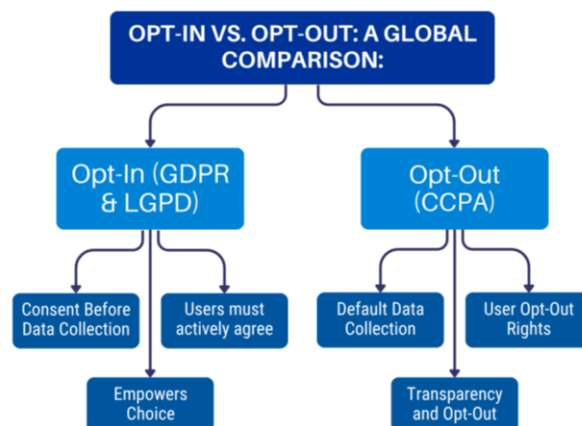 OPT-IN VS. OPT-OUT: A GLOBAL
COMPARISON:
Opt-In (GDPR
& LGPD)
Opt-Out
(CCPA)
Consent Before
Data Collection
Users must
actively agree
Default Data
Collection
User Opt-Out
Rights
Empowers
Choice
Transparency
and Opt-Out